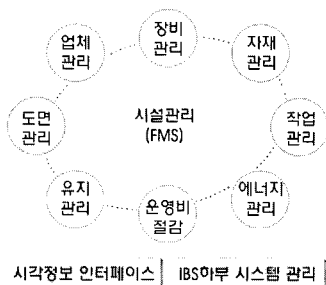 장비
관리
업체
관리
자재
관리
도면
관리
시설관리
(FMS)
작업
관리
유지
관리
운영비
절감
에너지
관리
시각정보 인터페이스
IBS하부 시스템 관리